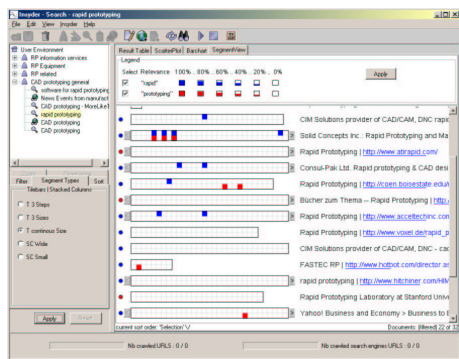 Insyder - Search - rapid prototyping
File Edit View Insyder Help
User Environment
RP information services
RP Equipment
RP related
CAD prototyping general
software for rapid prototyping
News Events from manufact
CAD prototyping - MoreLike
rapid prototyping
CAD prototyping
CAD prototyping
Filter Segment Types Sort
Tilebars | Stacked Columns
T 3 Steps
T 3 Sizes
T continous Size
SC Wide
SC Small
Apply
Result Table ScatterPlot Barchart SegmentView
Legend
Select Relevance 100% .. 80% .. 60% .. 40% .. 20% .. 0%
"rapid"
"prototyping"
Apply
CIM Solutions provider of CAD/CAM, DNC rapid
Solid Concepts Inc.: Rapid Prototyping and Ma
Rapid Prototyping | http://www.atirapid.com/
Consul-Pak Ltd. Rapid prototyping & CAD desi
Rapid Prototyping | http://coen.boisestate.edu/
Bücher zum Thema -- Rapid Prototyping | http:
Rapid Prototyping | http://www.acceltechinc.com
Rapid Prototyping | http://www.voxel.de/rapid_p
CIM Solutions provider of CAD/CAM, DNC - cad
FASTEC RP | http://www.hotbot.com/director.as
rapid prototyping | http://www.hitchiner.com/HIM
Rapid Prototyping Laboratory at Stanford Unive
Yahoo! Business and Economy > Business to B
current sort order: 'Selection' \/
Documents: (filtered) 22 of 32
Nb crawled URLS : 0 / 0
Nb crawled search engines URLS : 0 / 0